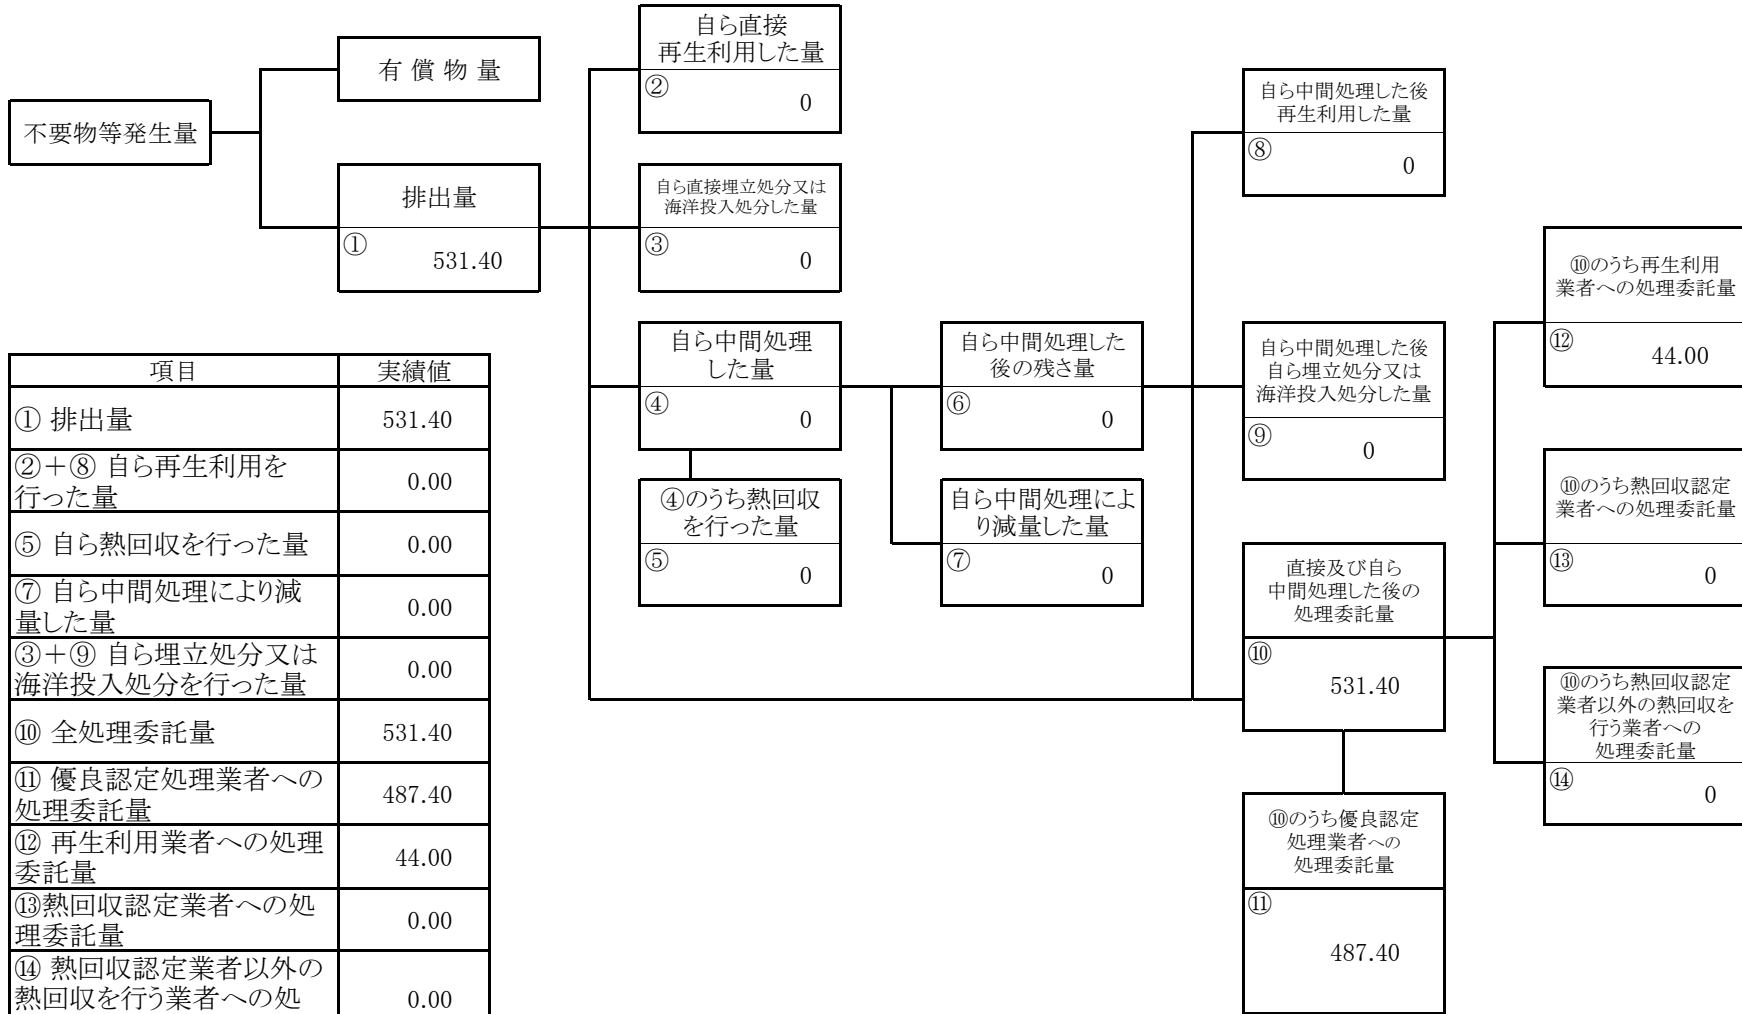 不要物等発生量
有 償 物 量
排出量
①
531.40
自ら直接
再生利用した量
②
0
自ら直接埋立処分又は
海洋投入処分した量
③
0
自ら中間処理
した量
④
0
④のうち熱回収
を行った量
⑤
0
自ら中間処理した
後の残さ量
⑥
0
自ら中間処理によ
り減量した量
⑦
0
自ら中間処理した後
再生利用した量
⑧
0
自ら中間処理した後
自ら埋立処分又は
海洋投入処分した量
⑨
0
直接及び自ら
中間処理した後の
処理委託量
⑩
531.40
⑩のうち優良認定
処理業者への
処理委託量
⑪
487.40
⑩のうち再生利用
業者への処理委託量
⑫
44.00
⑩のうち熱回収認定
業者への処理委託量
⑬
0
⑩のうち熱回収認定
業者以外の熱回収を
行う業者への
処理委託量
⑭
0
項目 実績値
① 排出量 531.40
②＋⑧ 自ら再生利用を
行った量 0.00
⑤ 自ら熱回収を行った量 0.00
⑦ 自ら中間処理により減
量した量 0.00
③＋⑨ 自ら埋立処分又は
海洋投入処分を行った量 0.00
⑩ 全処理委託量 531.40
⑪ 優良認定処理業者への
処理委託量 487.40
⑫ 再生利用業者への処理
委託量 44.00
⑬熱回収認定業者への処
理委託量 0.00
⑭ 熱回収認定業者以外の
熱回収を行う業者への処 0.00